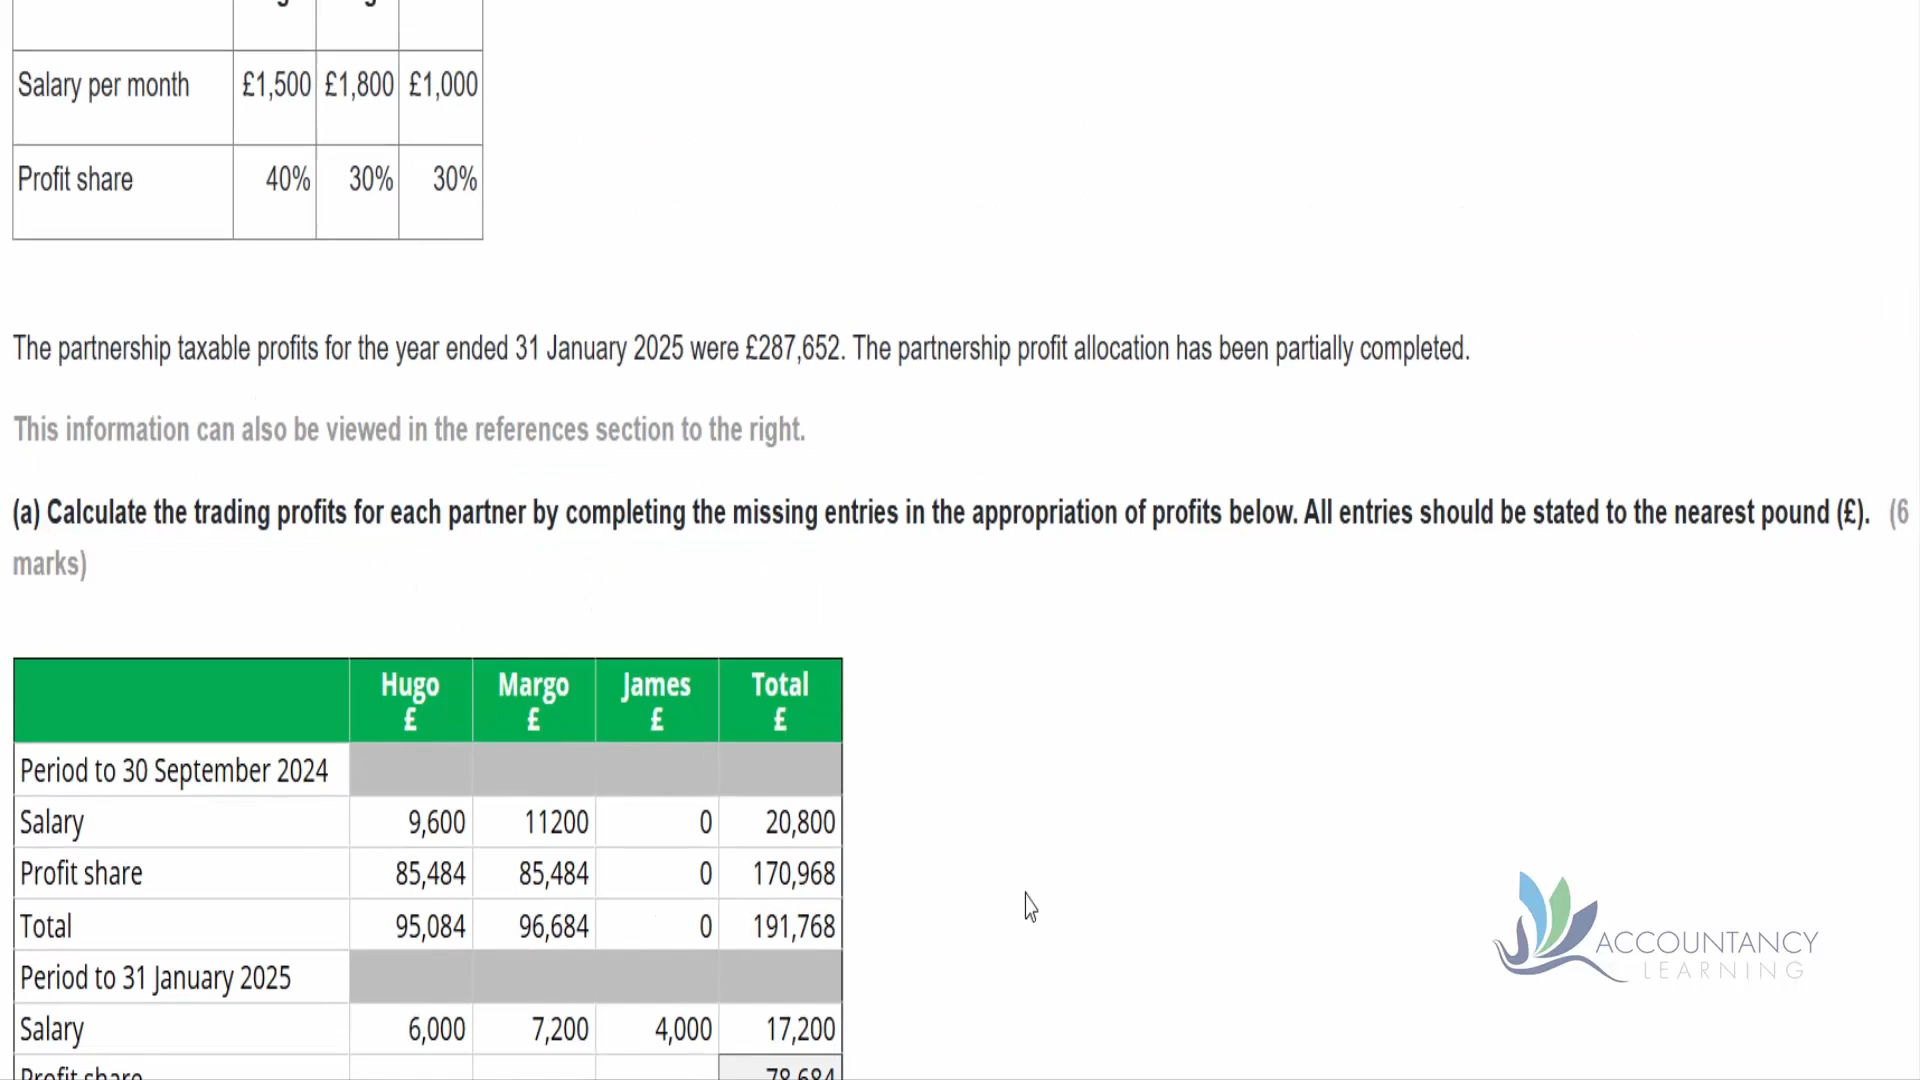 Salary per month £1,500 £1,800 £1,000
Profit share 40% 30% 30%
The partnership taxable profits for the year ended 31 January 2025 were £287,652. The partnership profit allocation has been partially completed.
This information can also be viewed in the references section to the right.
(a) Calculate the trading profits for each partner by completing the missing entries in the appropriation of profits below. All entries should be stated to the nearest pound (£). (6
marks)
Hugo Margo James Total
£ £ £ £
Period to 30 September 2024
Salary 9,600 11200 0 20,800
Profit share 85,484 85,484 0 170,968
Total 95,084 96,684 0 191,768
Period to 31 January 2025
Salary 6,000 7,200 4,000 17,200
Profit share 78,684
ACCOUNTANCY
LEARNING